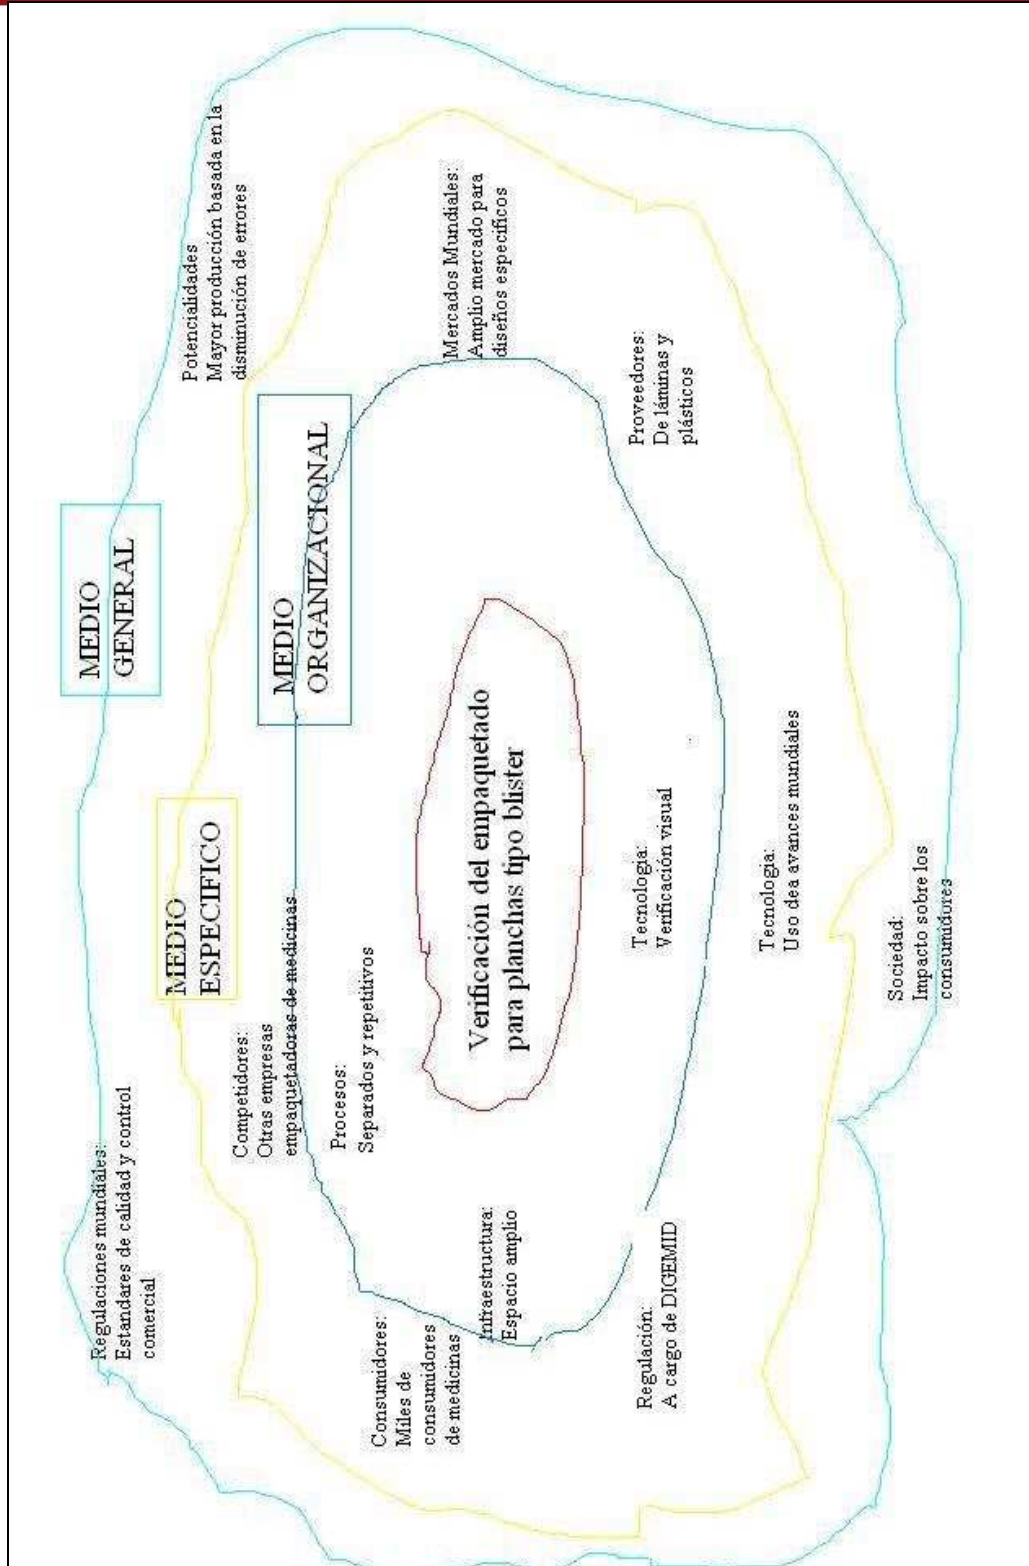 MEDIO
GENERAL
Regulaciones mundiales:
Estandares de calidad y control
comercial
Potencialidades
Mayor producción basada en la
disminución de errores
MEDIO
ESPECIFICO
Competidores:
Otras empresas
empaquetadoras de medicinas
MEDIO
ORGANIZACIONAL
Procesos:
Separados y repetitivos
Consumidores:
Miles de
consumidores
de medicinas
Mercados Mundiales:
Amplio mercado para
diseños especificos
Verificación del empaquetado
para planchas tipo blister
Infraestructura:
Espacio amplio
Tecnologia:
Verificación visual
Proveedores:
De láminas y
plásticos
Regulación:
A cargo de DIGEMID
Tecnologia:
Uso dea avances mundiales
Sociedad:
Impacto sobre los
consumidores